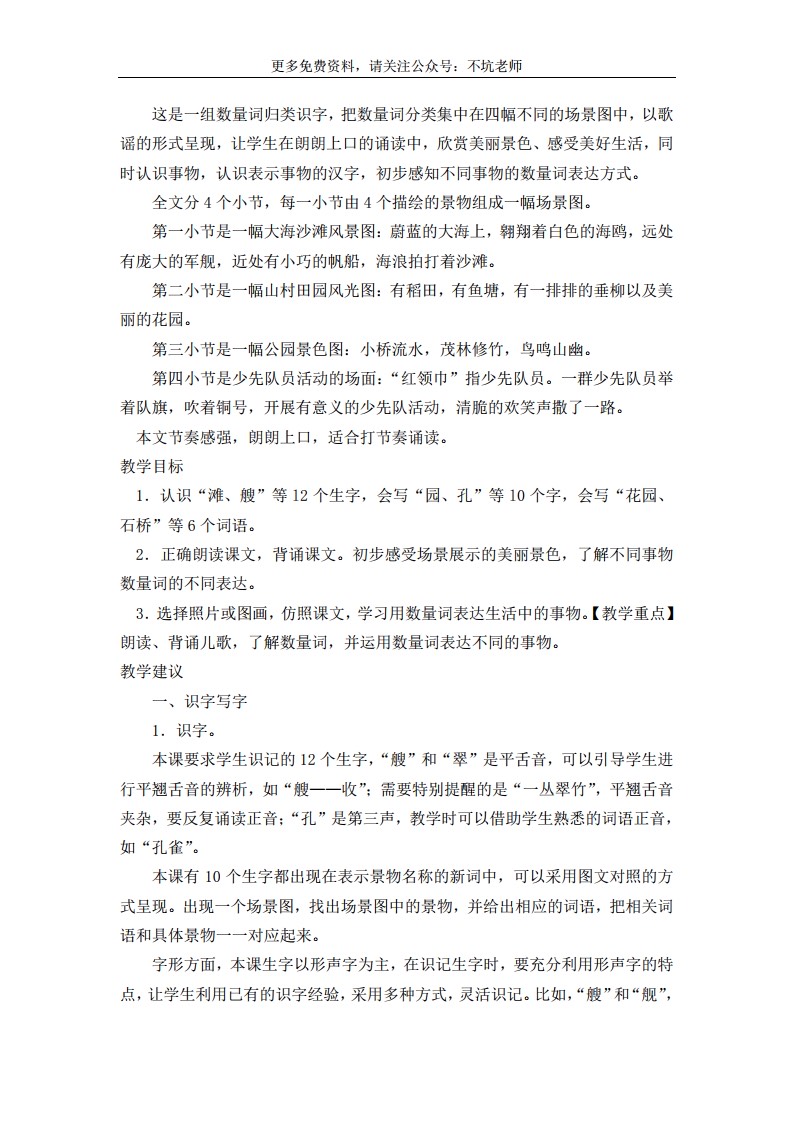 更多免费资料，请关注公众号：不坑老师
这是一组数量词归类识字，把数量词分类集中在四幅不同的场景图中，以歌
谣的形式呈现，让学生在朗朗上口的诵读中，欣赏美丽景色、感受美好生活，同
时认识事物，认识表示事物的汉字，初步感知不同事物的数量词表达方式。
全文分 4 个小节，每一小节由 4 个描绘的景物组成一幅场景图。
第一小节是一幅大海沙滩风景图：蔚蓝的大海上，翱翔着白色的海鸥，远处
有庞大的军舰，近处有小巧的帆船，海浪拍打着沙滩。
第二小节是一幅山村田园风光图：有稻田，有鱼塘，有一排排的垂柳以及美
丽的花园。
第三小节是一幅公园景色图：小桥流水，茂林修竹，鸟鸣山幽。
第四小节是少先队员活动的场面：“红领巾”指少先队员。一群少先队员举
着队旗，吹着铜号，开展有意义的少先队活动，清脆的欢笑声撒了一路。
本文节奏感强，朗朗上口，适合打节奏诵读。
教学目标
1．认识“滩、艘”等 12 个生字，会写“园、孔”等 10 个字，会写“花园、
石桥”等 6 个词语。
2．正确朗读课文，背诵课文。初步感受场景展示的美丽景色，了解不同事物
数量词的不同表达。
3．选择照片或图画，仿照课文，学习用数量词表达生活中的事物。【教学重点】
朗读、背诵儿歌，了解数量词，并运用数量词表达不同的事物。
教学建议
一、识字写字
1．识字。
本课要求学生识记的 12 个生字，“艘”和“翠”是平舌音，可以引导学生进
行平翘舌音的辨析，如“艘——收”；需要特别提醒的是“一丛翠竹”，平翘舌音
夹杂，要反复诵读正音；“孔”是第三声，教学时可以借助学生熟悉的词语正音，
如“孔雀”。
本课有 10 个生字都出现在表示景物名称的新词中，可以采用图文对照的方
式呈现。出现一个场景图，找出场景图中的景物，并给出相应的词语，把相关词
语和具体景物一一对应起来。
字形方面，本课生字以形声字为主，在识记生字时，要充分利用形声字的特
点，让学生利用已有的识字经验，采用多种方式，灵活识记。比如，“艘”和“舰”，